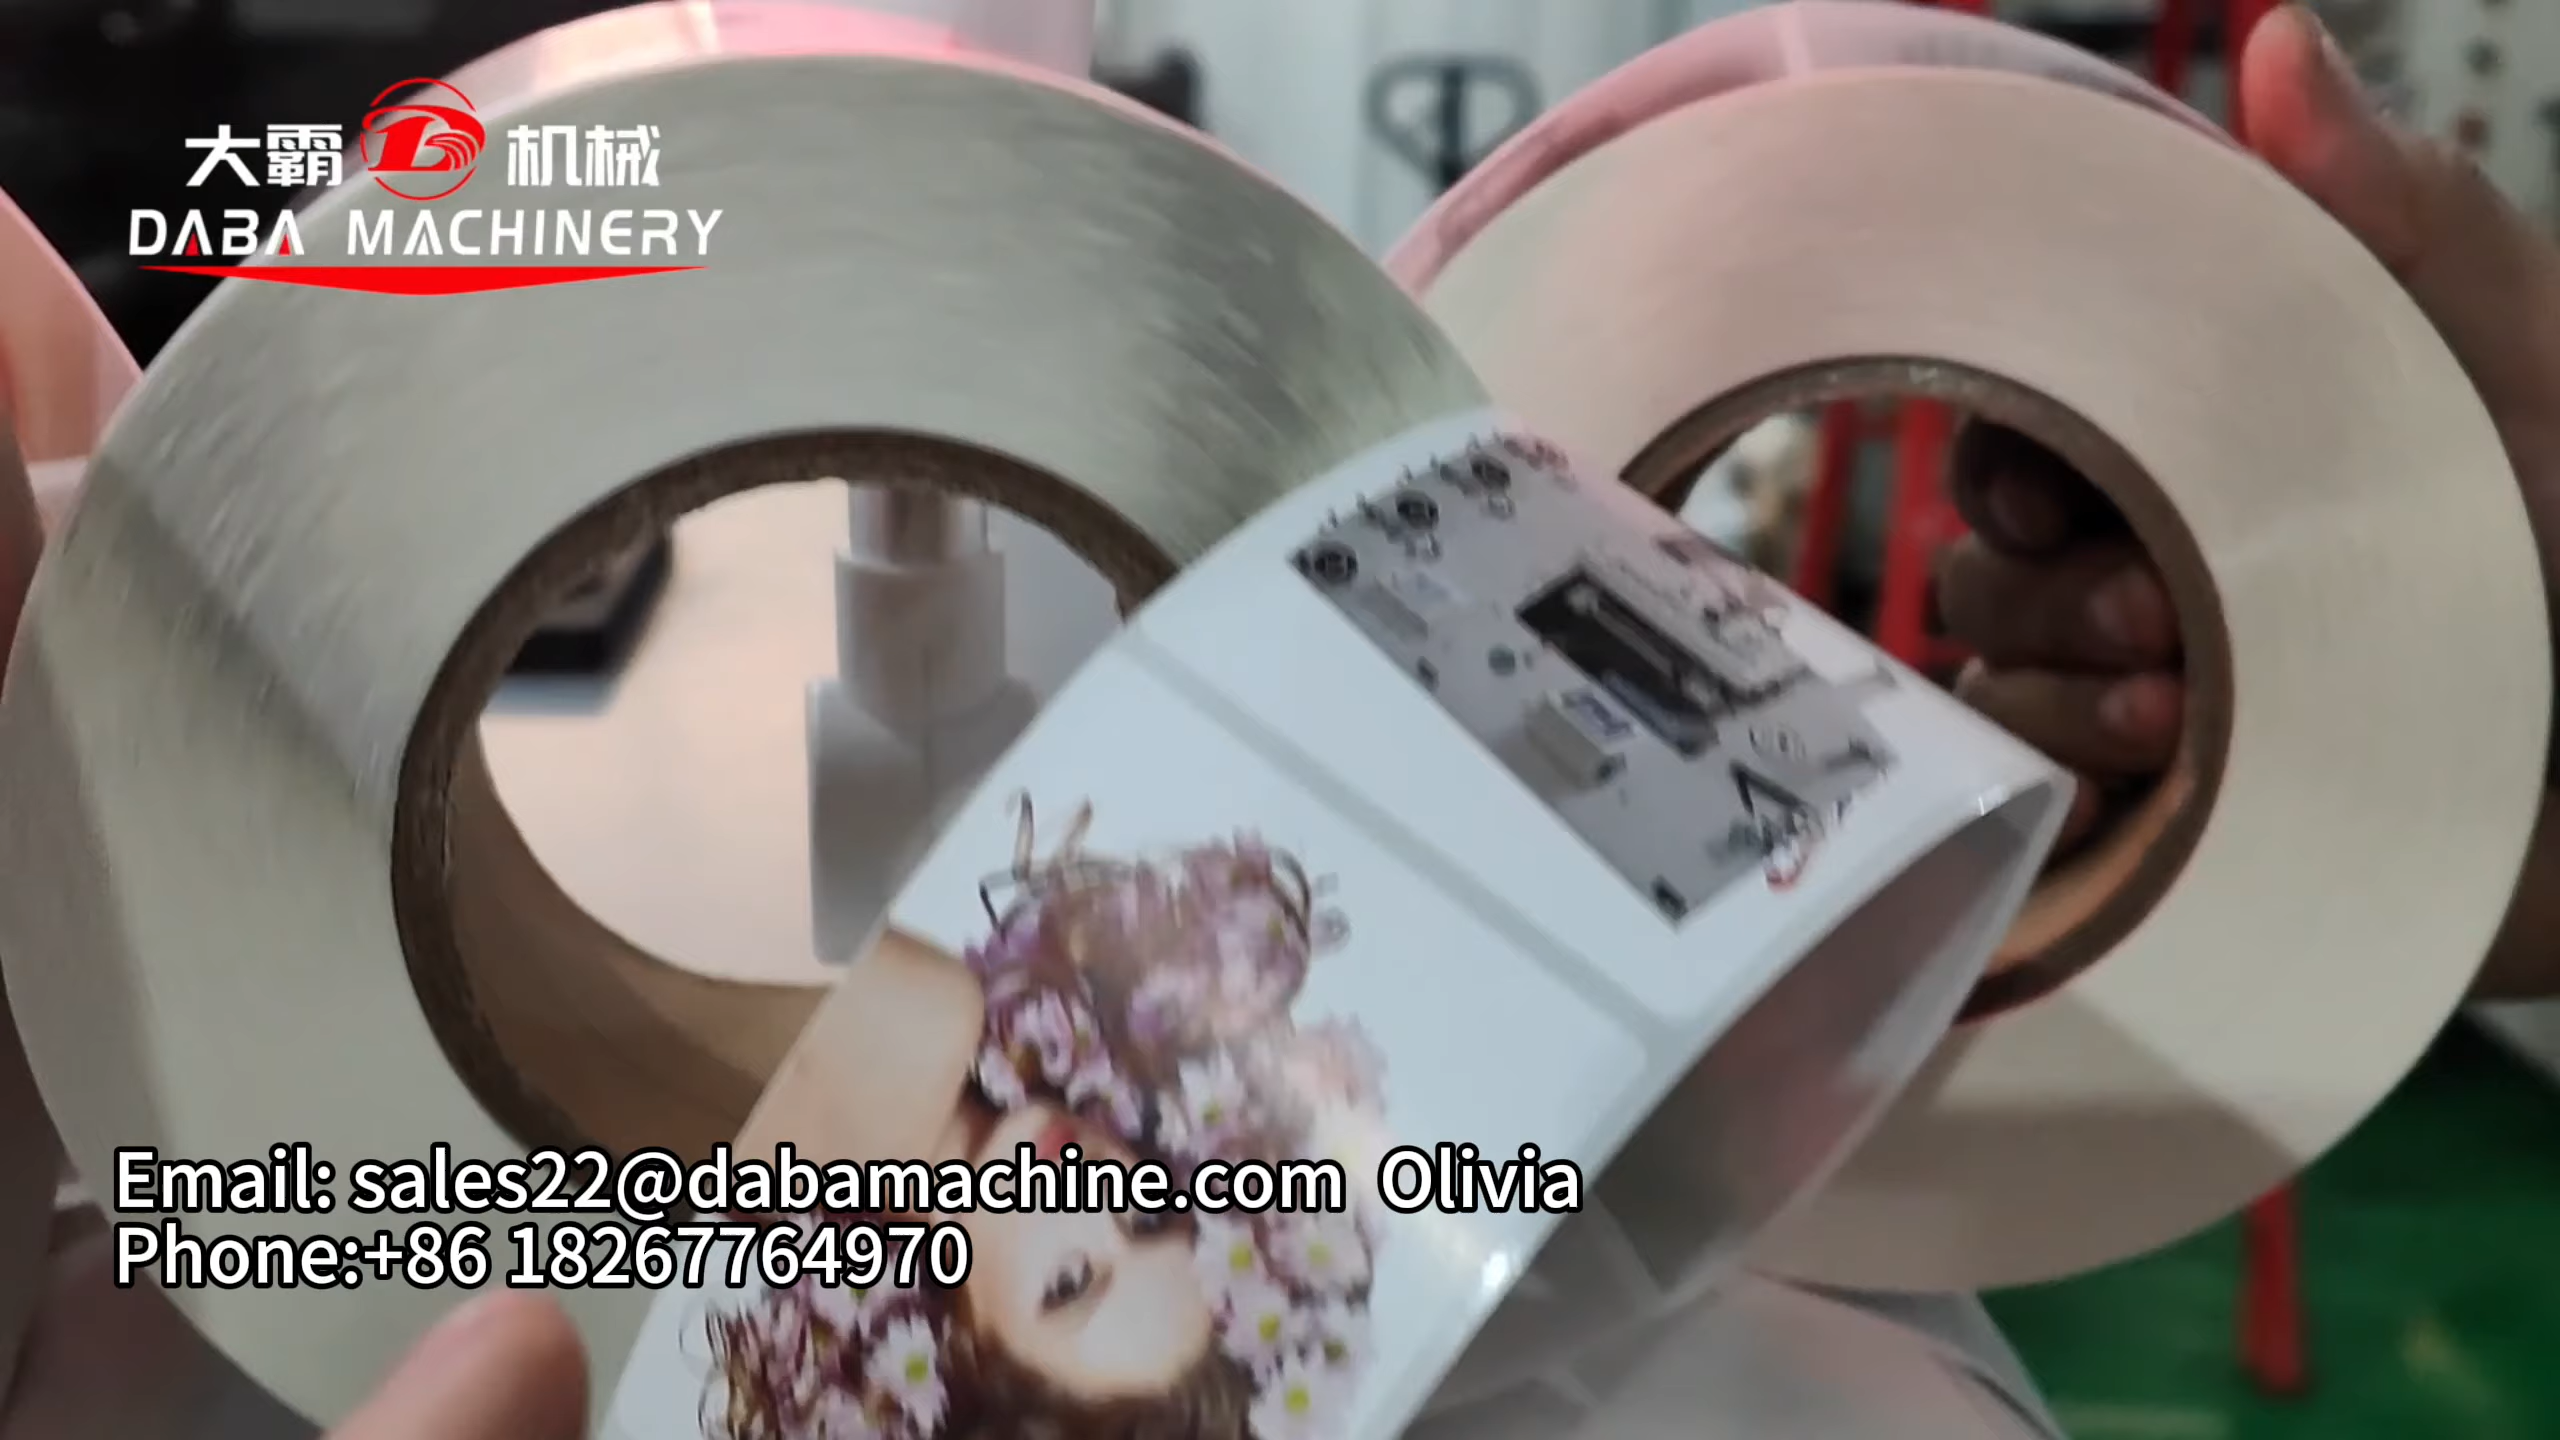 大霸 机械
DABA MACHINERY
Email: sales22@dabamachine.com Olivia
Phone:+86 18267764970